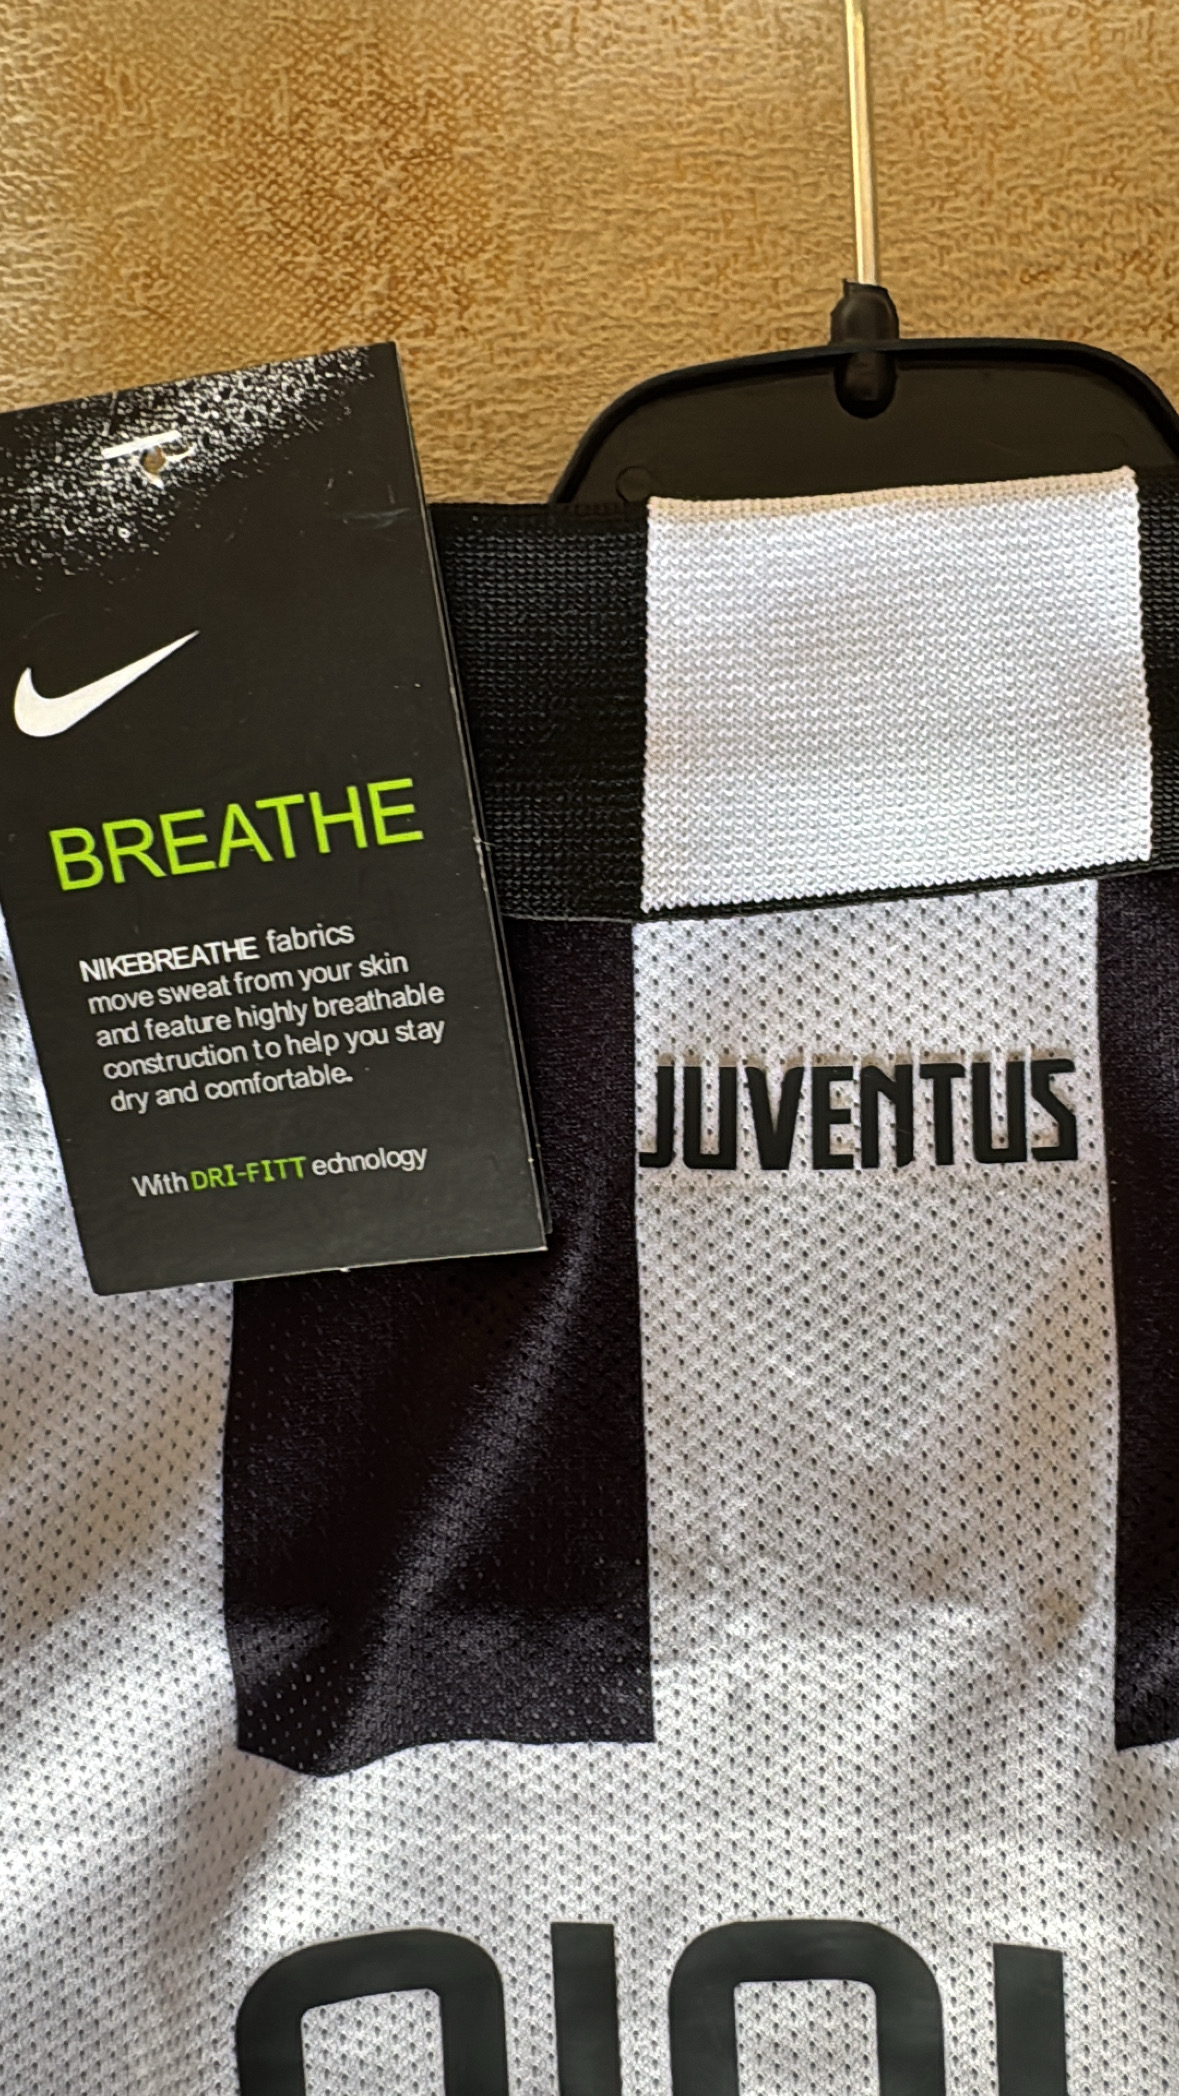 BREATHE
NIKEBREATHE fabrics
move sweat from your skin
and feature highly breathable
construction to help you stay
dry and comfortable.
With DRI-FITT echnology
JUVENTUS